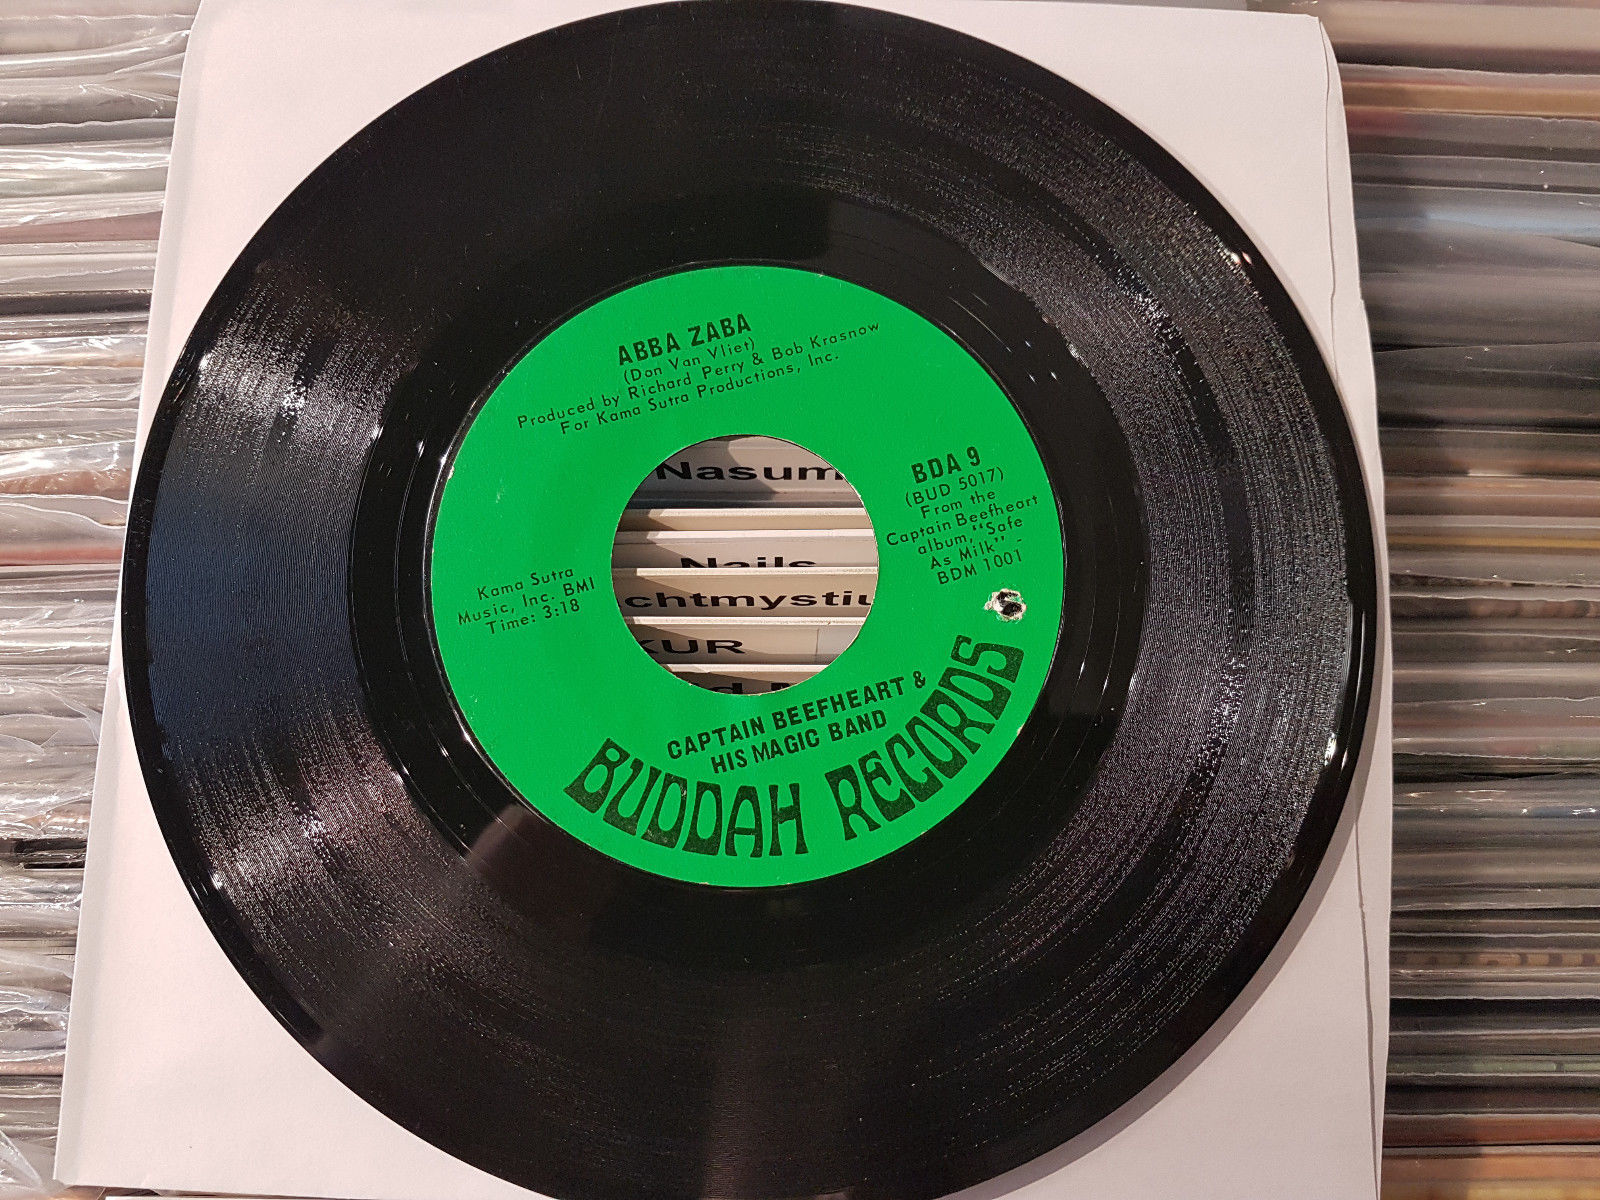 ABBA ZABA
(Don Van Vliet)
Produced by Richard Perry & Bob Krasnow
For Kama Sutra Productions, Inc.
BDA 9
(BUD 5017)
From the
Captain Beefheart
album, "Safe
As Milk" -
BDM 1001
Kama Sutra
Music, Inc. BMI
Time: 3:18
Nasum
Nails
chtmystiu
KUR
CAPTAIN BEEFHEART &
HIS MAGIC BAND
BUDDAH RECORDS